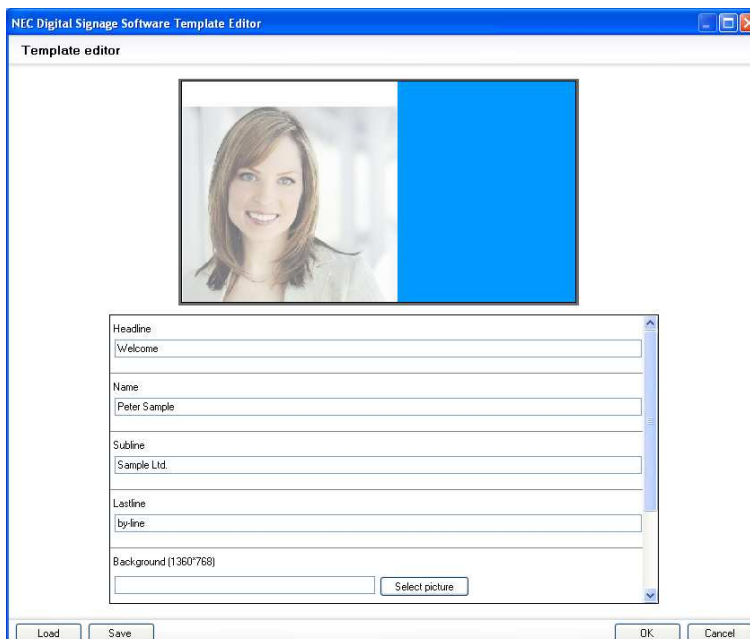 NEC Digital Signage Software Template Editor
Template editor
Headline
Welcome
Name
Peter Sample
Subline
Sample Ltd.
Lastline
by-line
Background (1360*768)
Select picture
Load Save OK Cancel